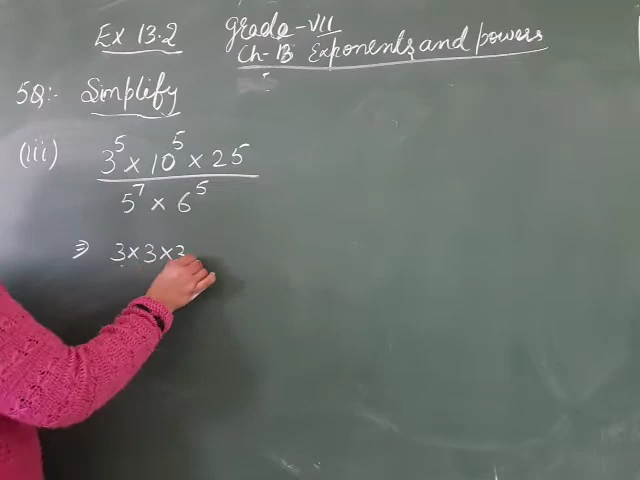 Ex 13.2 grade-VII
Ch-13 Exponents and powers
5Q:- Simplify
(iii) 3⁵ × 10⁵ × 25
5⁷ × 6⁵
⇒ 3×3×3